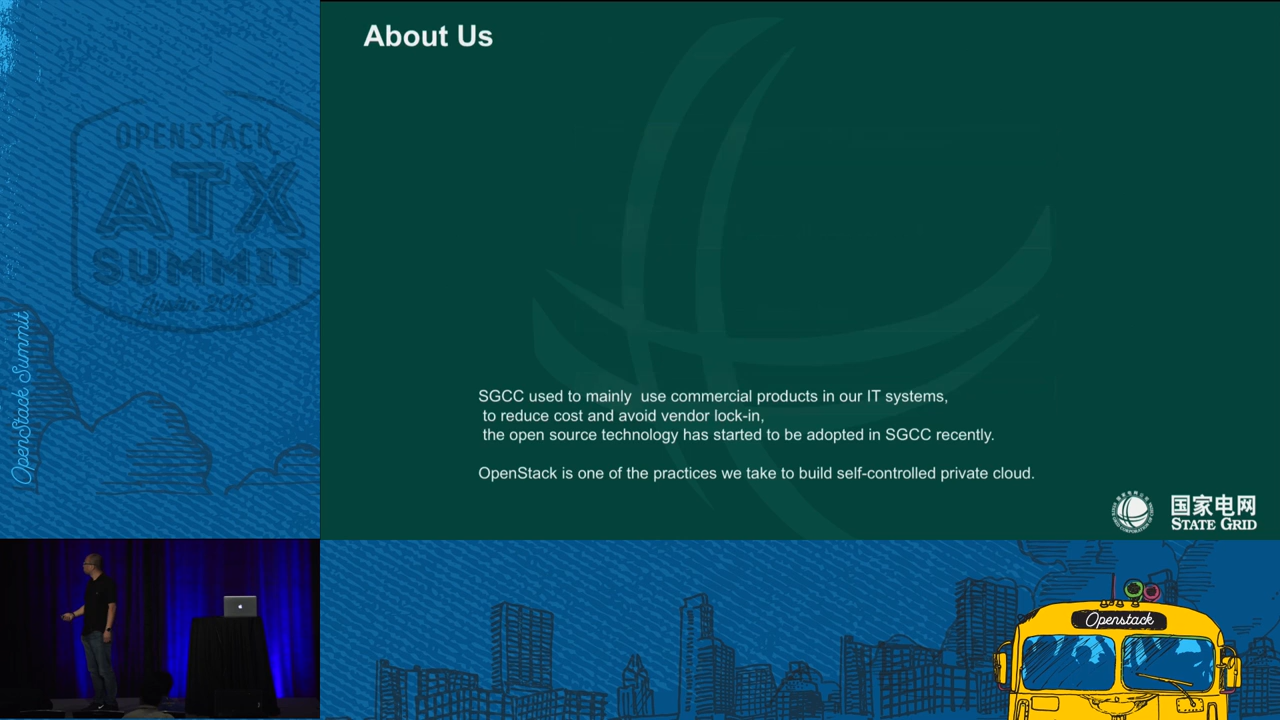 About Us
SGCC used to mainly  use commercial products in our IT systems,
to reduce cost and avoid vendor lock-in,
the open source technology has started to be adopted in SGCC recently.
OpenStack is one of the practices we take to build self-controlled private cloud.
国家电网
STATE GRID
OPENSTACK
ATX
SUMMIT
Austin 2016
OpenStack Summit
Openstack